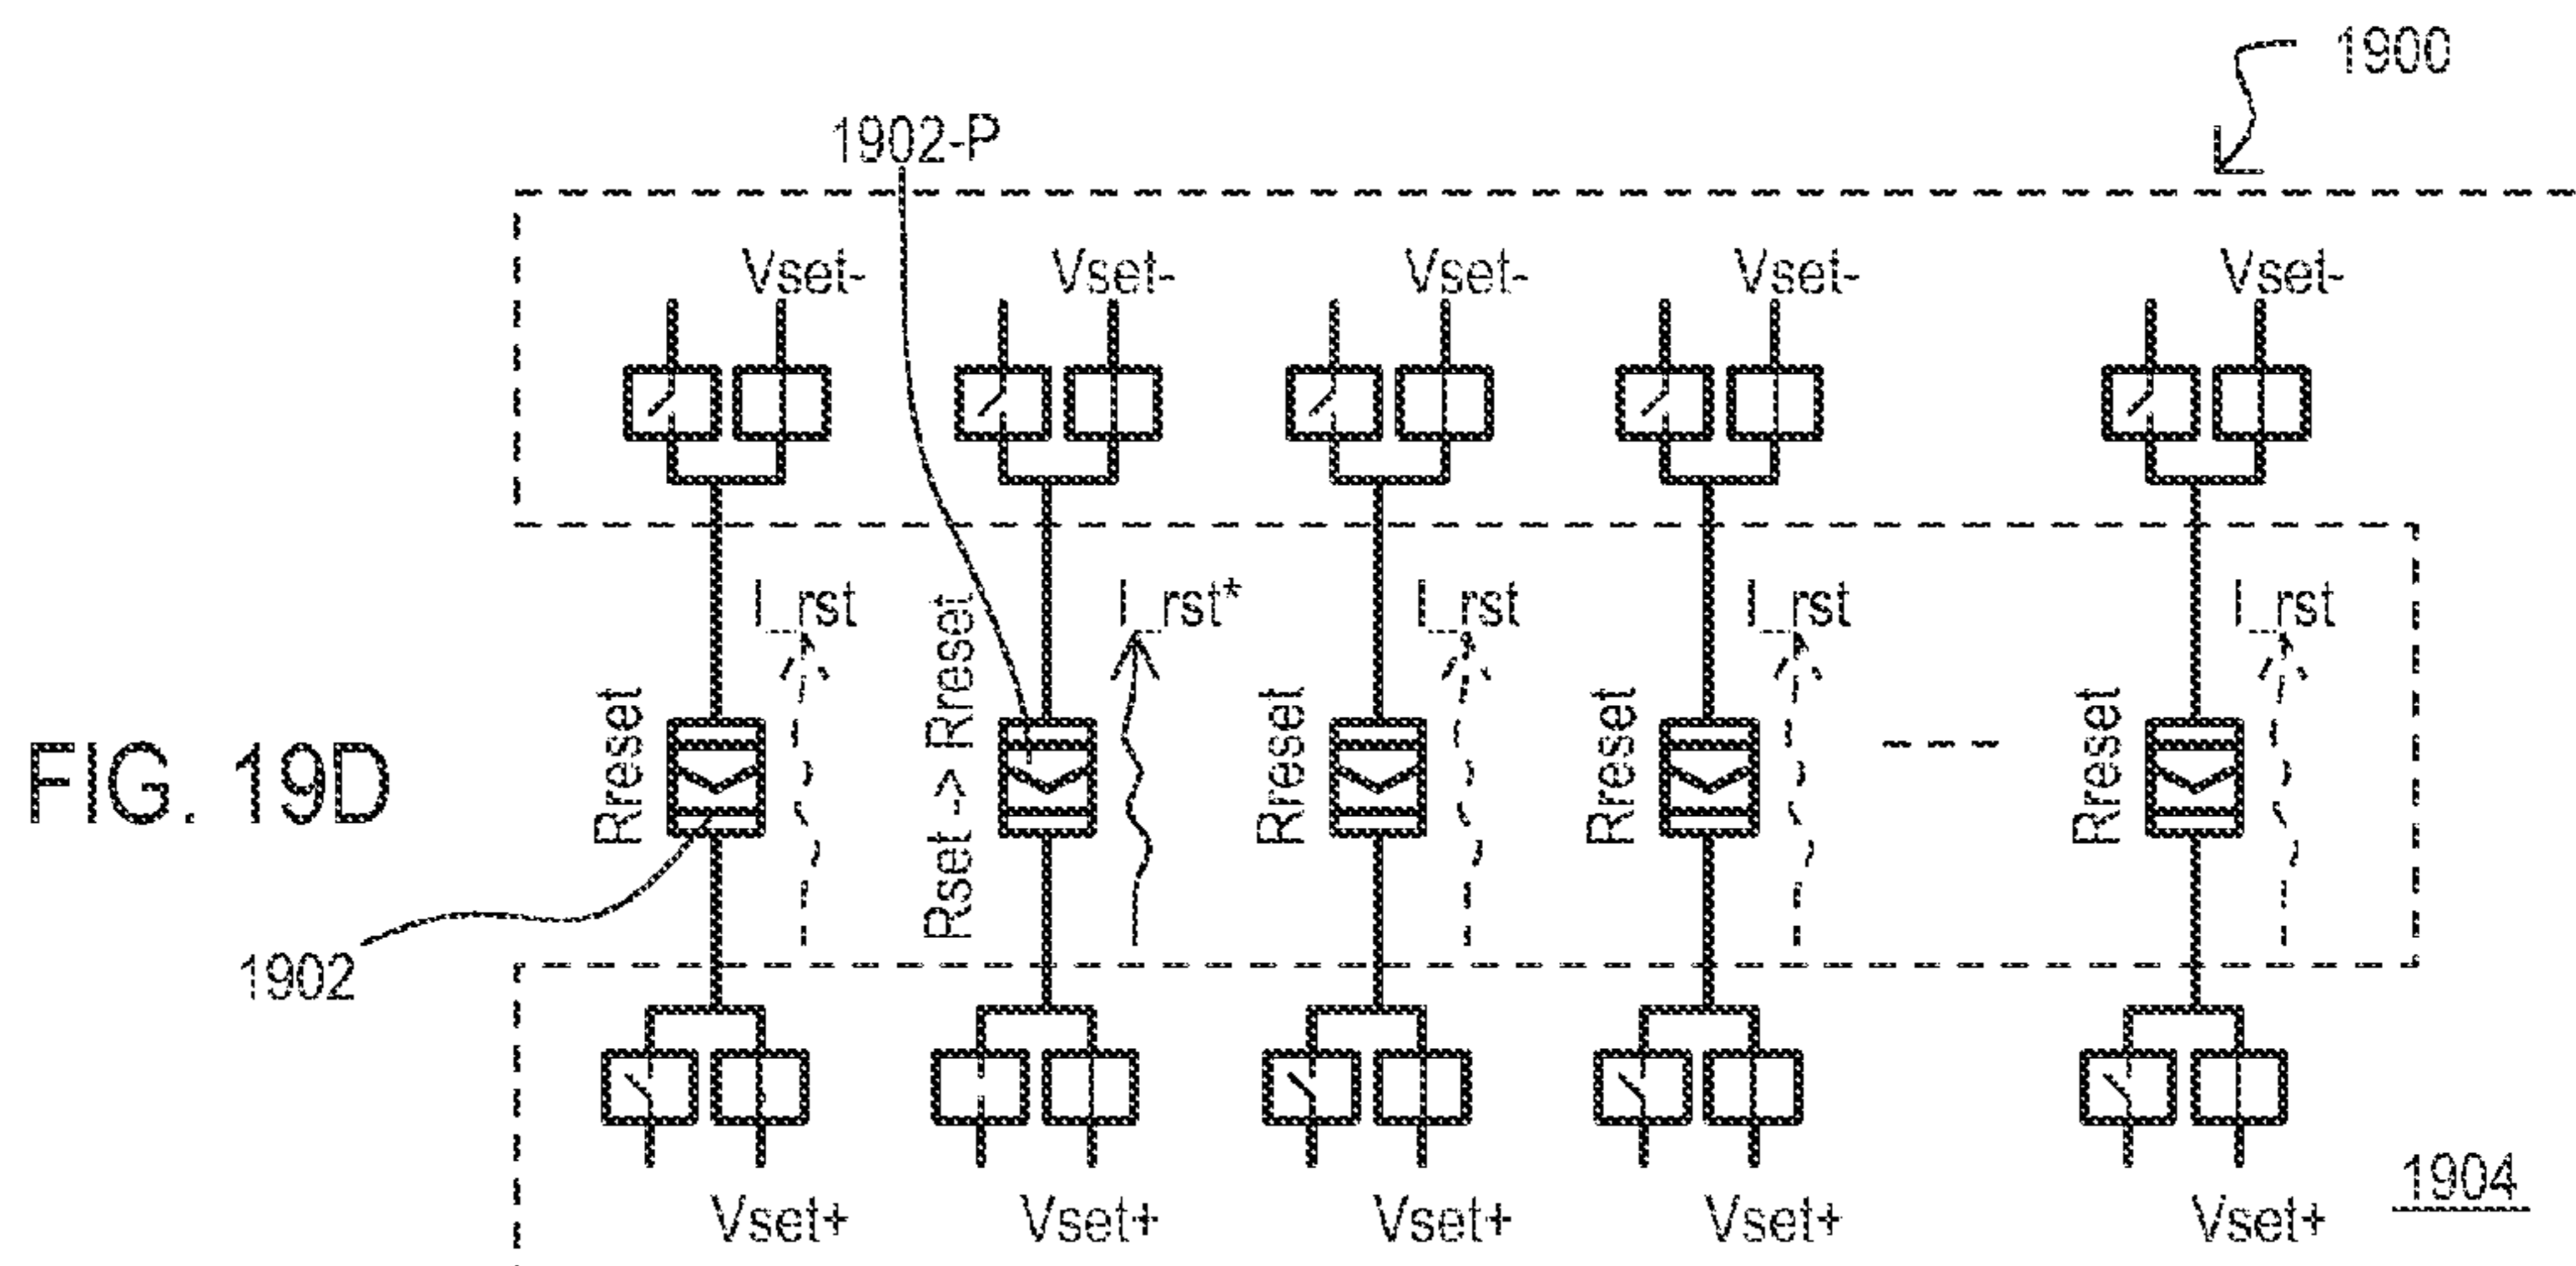 1900
1902-P
Vset- Vset- Vset- Vset- Vset-
I_rst I_rst* I_rst I_rst I_rst
Rreset Rset -> Rreset Rreset Rreset Rreset
FIG. 19D
1902
1904
Vset+ Vset+ Vset+ Vset+ Vset+